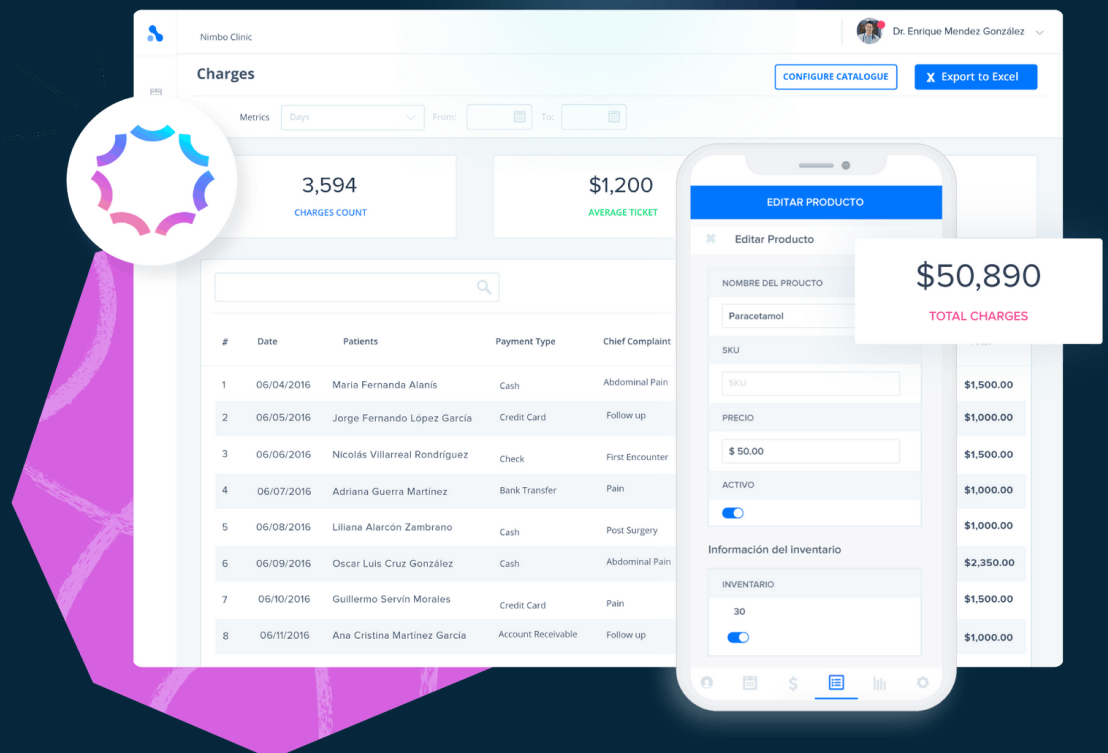 Nimbo Clinic
Dr. Enrique Mendez González
Charges
CONFIGURE CATALOGUE
X Export to Excel
Metrics
Days
From:
To:
3,594
CHARGES COUNT
$1,200
AVERAGE TICKET
$50,890
TOTAL CHARGES
# Date Patients Payment Type Chief Complaint
1 06/04/2016 Maria Fernanda Alanís Cash Abdominal Pain $1,500.00
2 06/05/2016 Jorge Fernando López García Credit Card Follow up $1,000.00
3 06/06/2016 Nicolás Villarreal Rondríguez Check First Encounter $1,500.00
4 06/07/2016 Adriana Guerra Martínez Bank Transfer Pain $1,000.00
5 06/08/2016 Liliana Alarcón Zambrano Cash Post Surgery $1,000.00
6 06/09/2016 Oscar Luis Cruz González Cash Abdominal Pain $2,350.00
7 06/10/2016 Guillermo Servín Morales Credit Card Pain $1,500.00
8 06/11/2016 Ana Cristina Martínez García Account Receivable Follow up $1,000.00
EDITAR PRODUCTO
Editar Producto
NOMBRE DEL PROUCTO
Paracetamol
SKU
SKU
PRECIO
$ 50.00
ACTIVO
Información del inventario
INVENTARIO
30